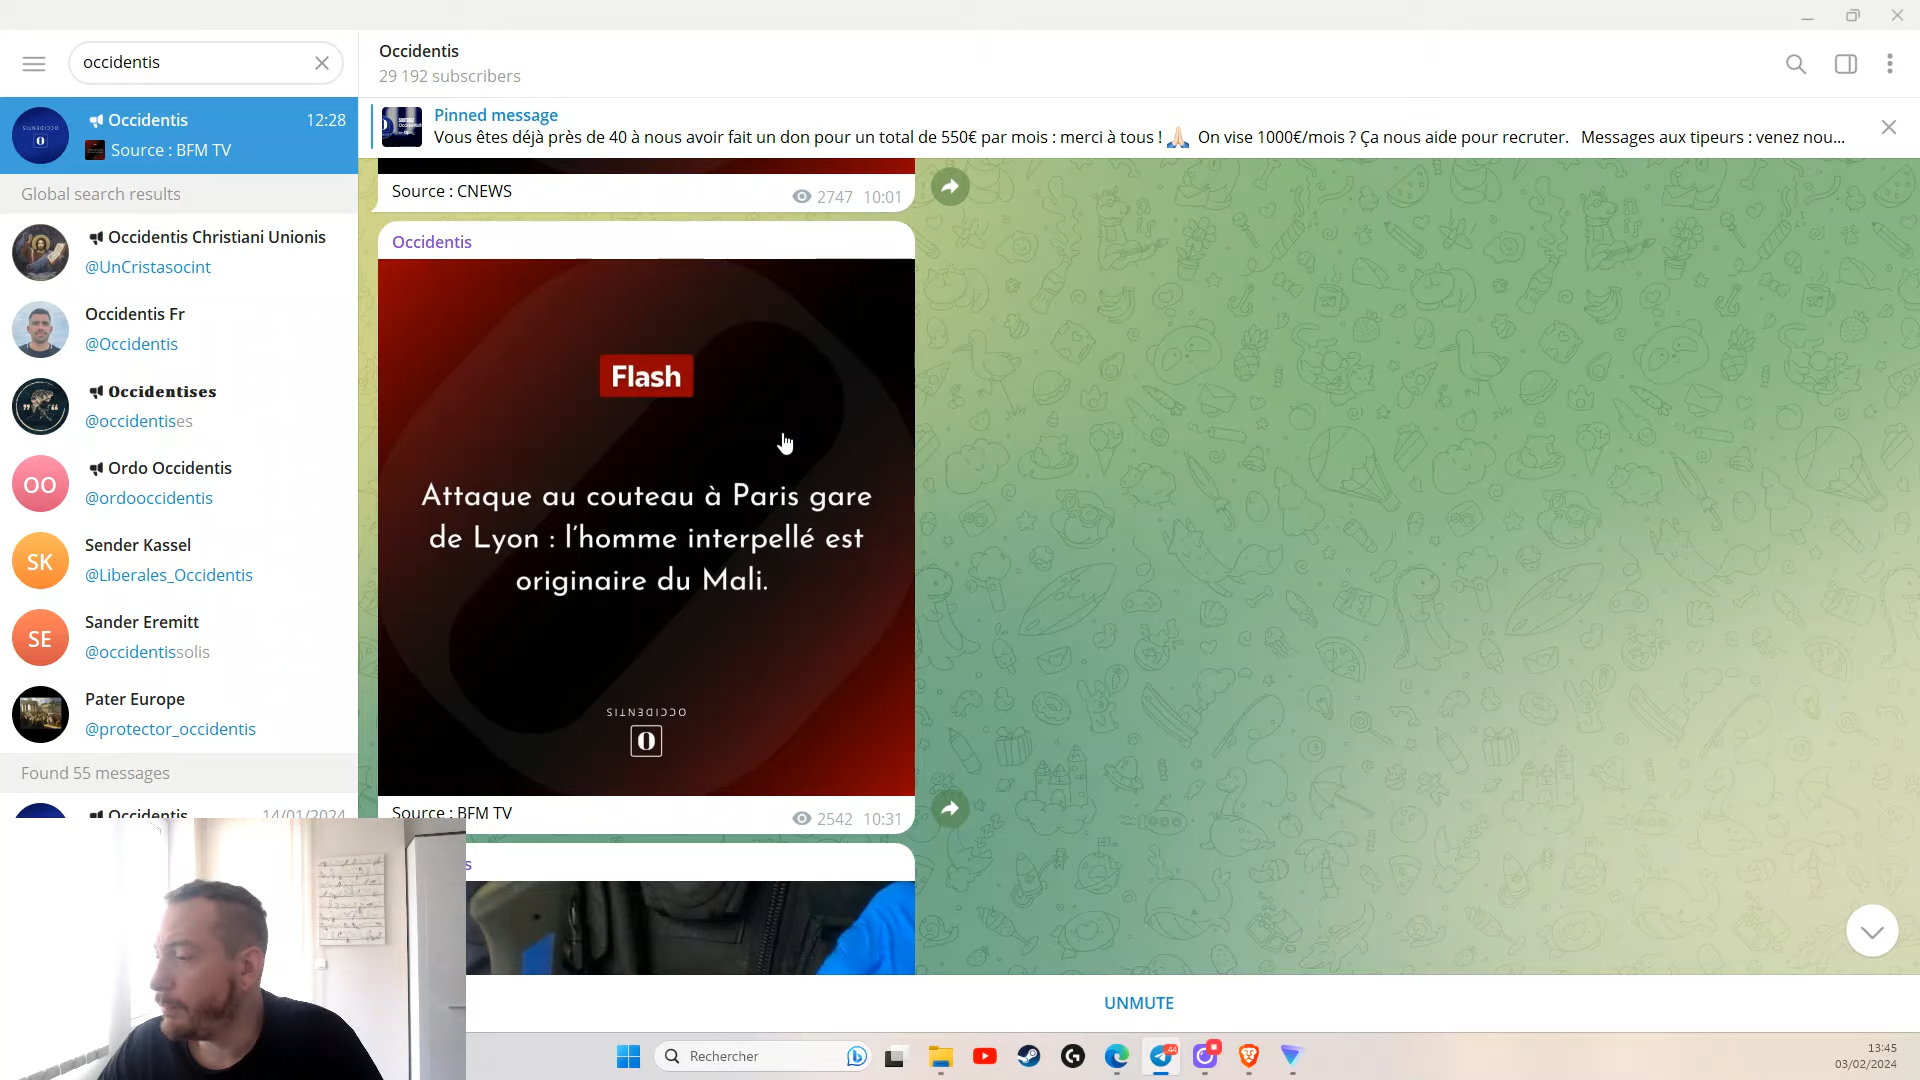 occidentis
Occidentis
12:28
Source : BFM TV
Global search results
Occidentis Christiani Unionis
@UnCristasocint
Occidentis Fr
@Occidentis
Occidentises
@occidentises
OO
Ordo Occidentis
@ordooccidentis
SK
Sender Kassel
@Liberales_Occidentis
SE
Sander Eremitt
@occidentissolis
Pater Europe
@protector_occidentis
Found 55 messages
Occidentis
14/01/2024
Occidentis
29 192 subscribers
Pinned message
Vous êtes déjà près de 40 à nous avoir fait un don pour un total de 550€ par mois : merci à tous ! 🙏🏻 On vise 1000€/mois ? Ça nous aide pour recruter. Messages aux tipeurs : venez nou...
Source : CNEWS
2747 10:01
Occidentis
Flash
Attaque au couteau à Paris gare
de Lyon : l’homme interpellé est
originaire du Mali.
OCCIDENTIS
O
Source : BFM TV
2542 10:31
s
UNMUTE
Rechercher
44
13:45
03/02/2024